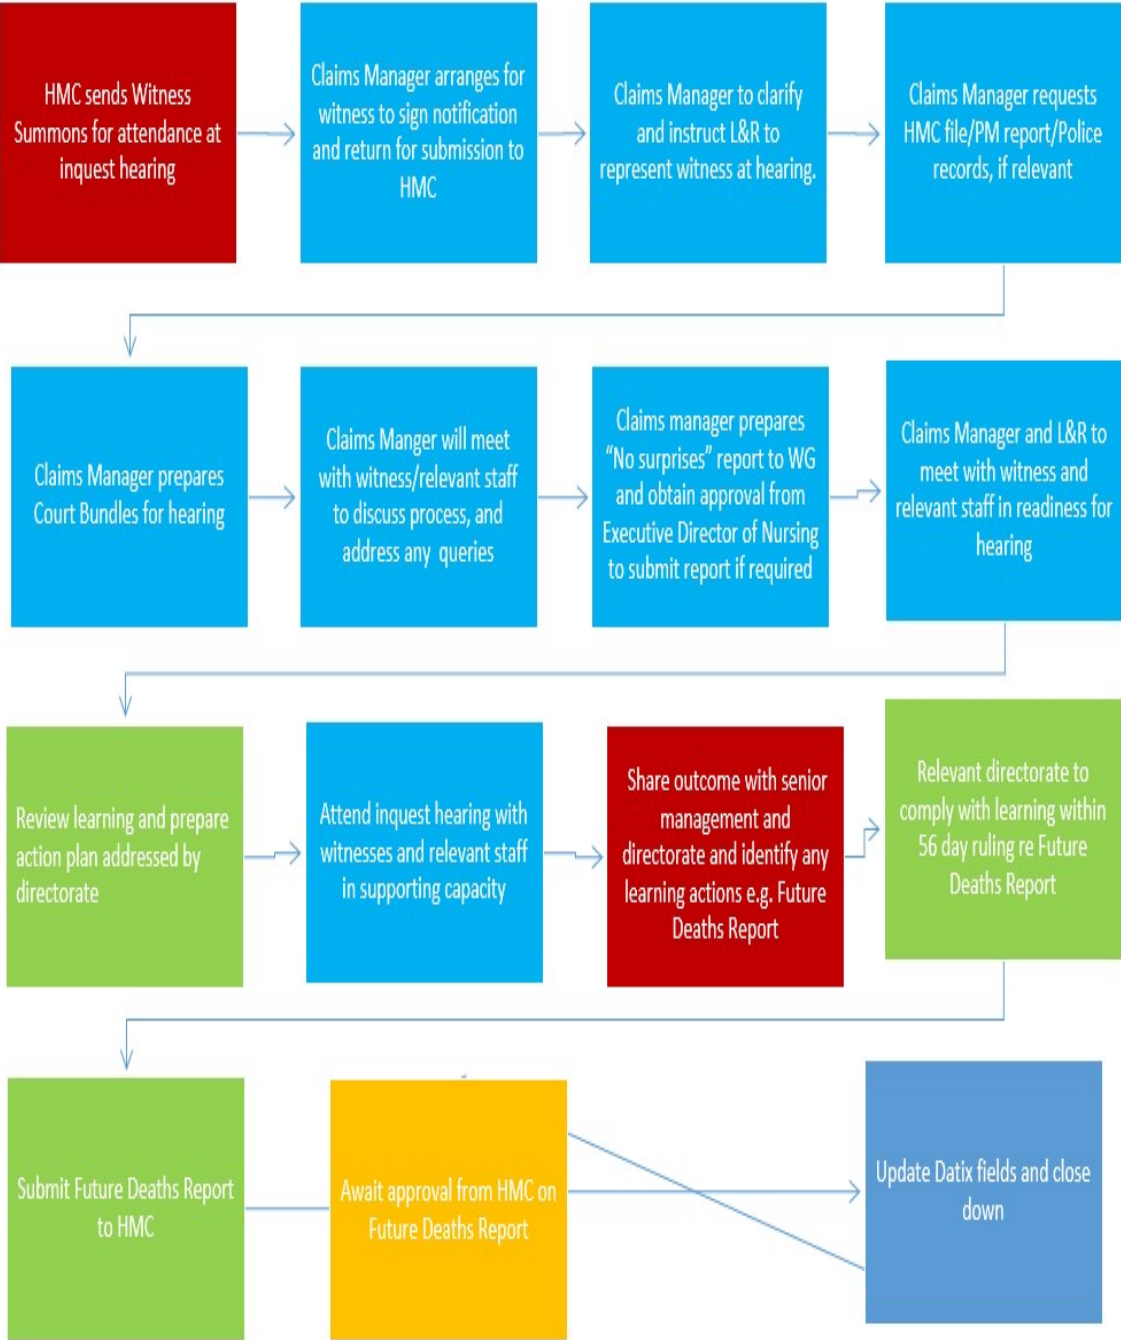 HMC sends Witness
Summons for attendance at
inquest hearing
Claims Manager arranges for
witness to sign notification
and return for submission to
HMC
Claims Manager to clarify
and instruct L&R to
represent witness at hearing.
Claims Manager requests
HMC file/PM report/Police
records, if relevant
Claims Manager prepares
Court Bundles for hearing
Claims Manger will meet
with witness/relevant staff
to discuss process, and
address any queries
Claims manager prepares
“No surprises” report to WG
and obtain approval from
Executive Director of Nursing
to submit report if required
Claims Manager and L&R to
meet with witness and
relevant staff in readiness for
hearing
Review learning and prepare
action plan addressed by
directorate
Attend inquest hearing with
witnesses and relevant staff
in supporting capacity
Share outcome with senior
management and
directorate and identify any
learning actions e.g. Future
Deaths Report
Relevant directorate to
comply with learning within
56 day ruling re Future
Deaths Report
Submit Future Deaths Report
to HMC
Await approval from HMC on
Future Deaths Report
Update Datix fields and close
down